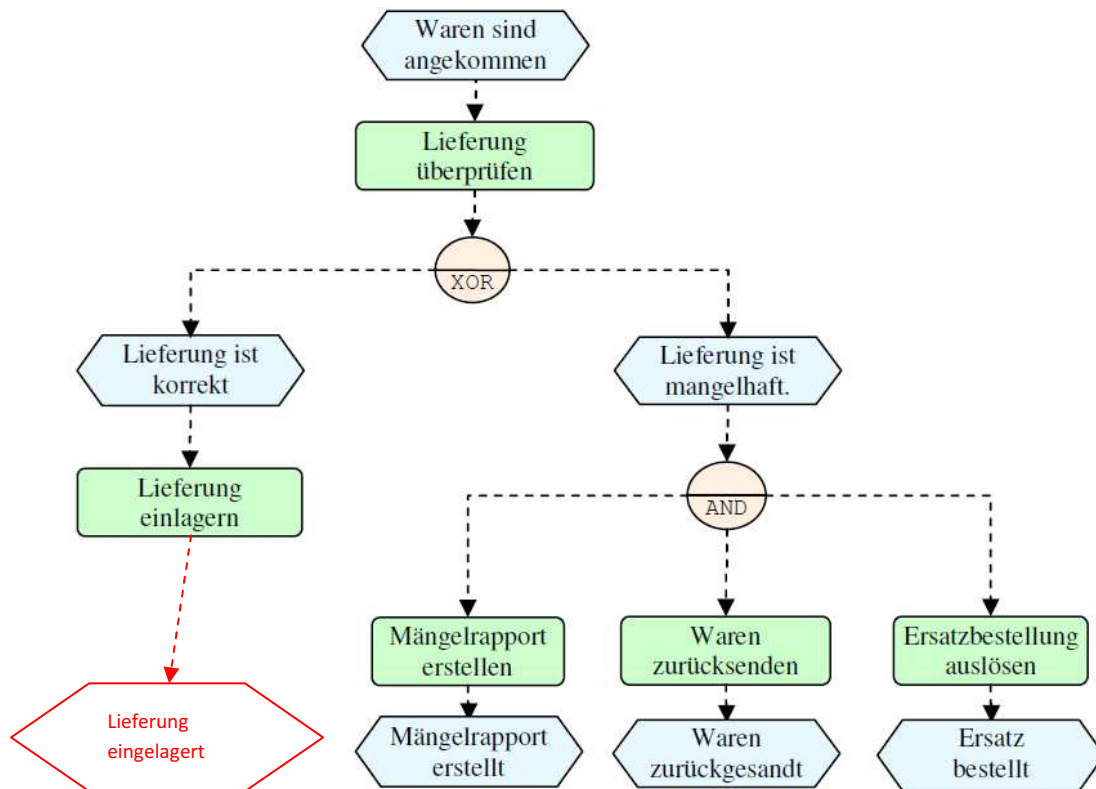 Waren sind
angekommen
Lieferung
überprüfen
XOR
Lieferung ist
korrekt
Lieferung ist
mangelhaft.
Lieferung
einlagern
AND
Mängelrapport
erstellen
Waren
zurücksenden
Ersatzbestellung
auslösen
Lieferung
eingelagert
Mängelrapport
erstellt
Waren
zurückgesandt
Ersatz
bestellt